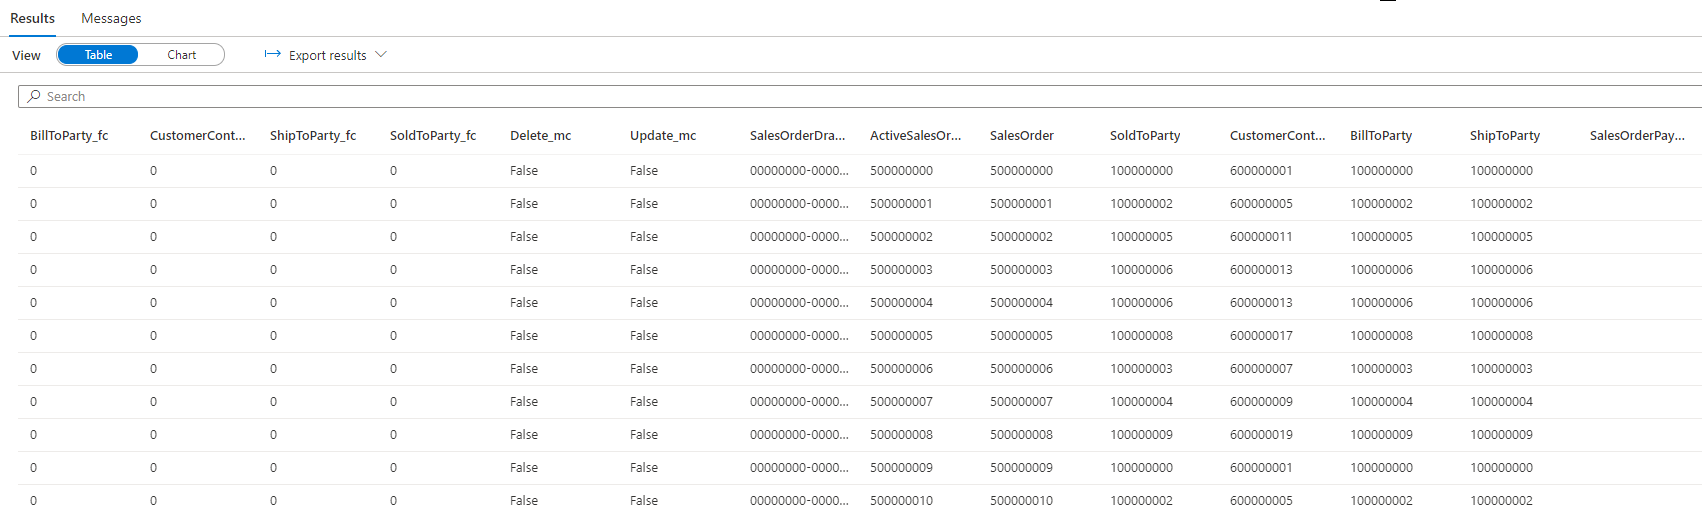 Results Messages
View Table Chart Export results
Search
BillToParty_fc CustomerCont... ShipToParty_fc SoldToParty_fc Delete_mc Update_mc SalesOrderDra... ActiveSalesOr... SalesOrder SoldToParty CustomerCont... BillToParty ShipToParty SalesOrderPay...
0 0 0 0 False False 00000000-0000... 500000000 500000000 100000000 600000001 100000000 100000000
0 0 0 0 False False 00000000-0000... 500000001 500000001 100000002 600000005 100000002 100000002
0 0 0 0 False False 00000000-0000... 500000002 500000002 100000005 600000011 100000005 100000005
0 0 0 0 False False 00000000-0000... 500000003 500000003 100000006 600000013 100000006 100000006
0 0 0 0 False False 00000000-0000... 500000004 500000004 100000006 600000013 100000006 100000006
0 0 0 0 False False 00000000-0000... 500000005 500000005 100000008 600000017 100000008 100000008
0 0 0 0 False False 00000000-0000... 500000006 500000006 100000003 600000007 100000003 100000003
0 0 0 0 False False 00000000-0000... 500000007 500000007 100000004 600000009 100000004 100000004
0 0 0 0 False False 00000000-0000... 500000008 500000008 100000009 600000019 100000009 100000009
0 0 0 0 False False 00000000-0000... 500000009 500000009 100000000 600000001 100000000 100000000
0 0 0 0 False False 00000000-0000... 500000010 500000010 100000002 600000005 100000002 100000002